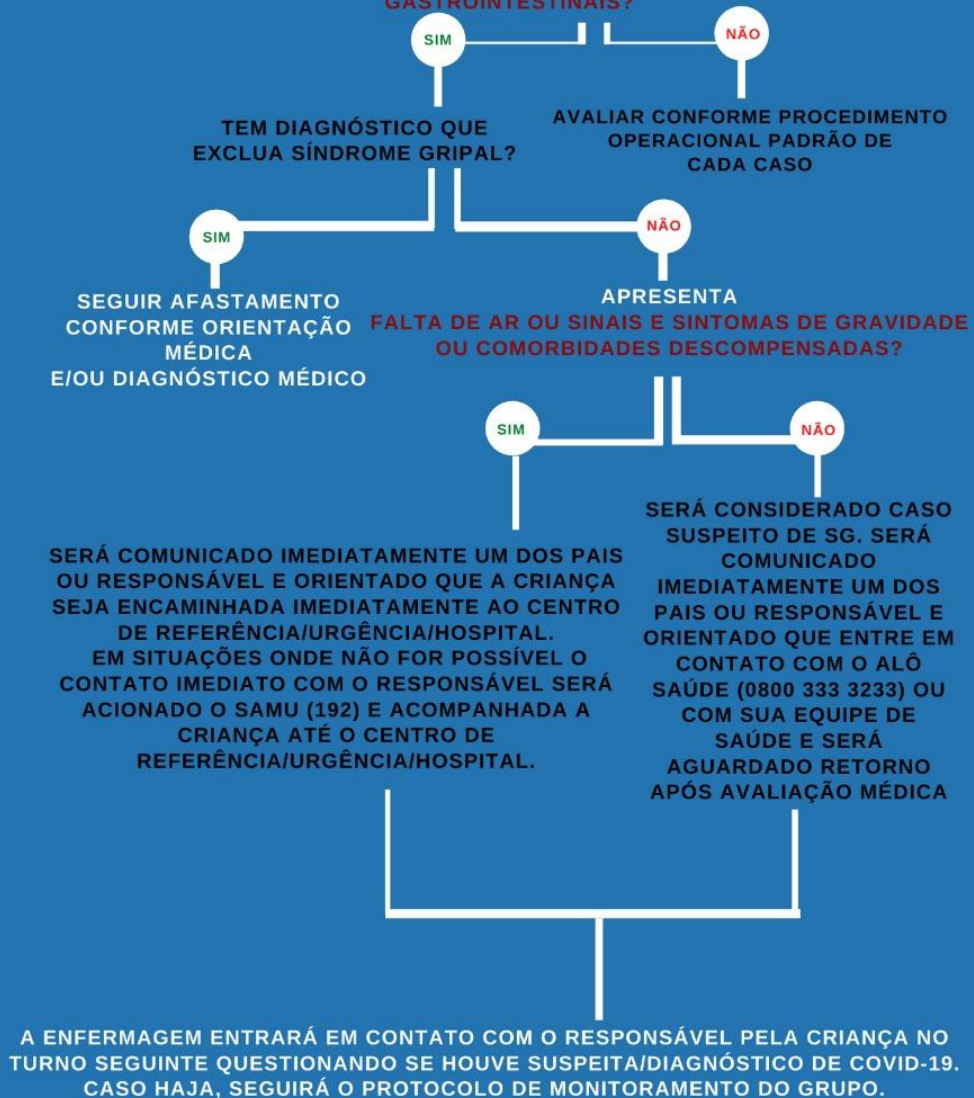 GASTROINTESTINAIS?
SIM
NÃO
TEM DIAGNÓSTICO QUE
EXCLUA SÍNDROME GRIPAL?
AVALIAR CONFORME PROCEDIMENTO
OPERACIONAL PADRÃO DE
CADA CASO
SIM
NÃO
SEGUIR AFASTAMENTO
CONFORME ORIENTAÇÃO
MÉDICA
E/OU DIAGNÓSTICO MÉDICO
APRESENTA
FALTA DE AR OU SINAIS E SINTOMAS DE GRAVIDADE
OU COMORBIDADES DESCOMPENSADAS?
SIM
NÃO
SERÁ COMUNICADO IMEDIATAMENTE UM DOS PAIS
OU RESPONSÁVEL E ORIENTADO QUE A CRIANÇA
SEJA ENCAMINHADA IMEDIATAMENTE AO CENTRO
DE REFERÊNCIA/URGÊNCIA/HOSPITAL.
EM SITUAÇÕES ONDE NÃO FOR POSSÍVEL O
CONTATO IMEDIATO COM O RESPONSÁVEL SERÁ
ACIONADO O SAMU (192) E ACOMPANHADA A
CRIANÇA ATÉ O CENTRO DE
REFERÊNCIA/URGÊNCIA/HOSPITAL.
SERÁ CONSIDERADO CASO
SUSPEITO DE SG. SERÁ
COMUNICADO
IMEDIATAMENTE UM DOS
PAIS OU RESPONSÁVEL E
ORIENTADO QUE ENTRE EM
CONTATO COM O ALÔ
SAÚDE (0800 333 3233) OU
COM SUA EQUIPE DE
SAÚDE E SERÁ
AGUARDADO RETORNO
APÓS AVALIAÇÃO MÉDICA
A ENFERMAGEM ENTRARÁ EM CONTATO COM O RESPONSÁVEL PELA CRIANÇA NO
TURNO SEGUINTE QUESTIONANDO SE HOUVE SUSPEITA/DIAGNÓSTICO DE COVID-19.
CASO HAJA, SEGUIRÁ O PROTOCOLO DE MONITORAMENTO DO GRUPO.